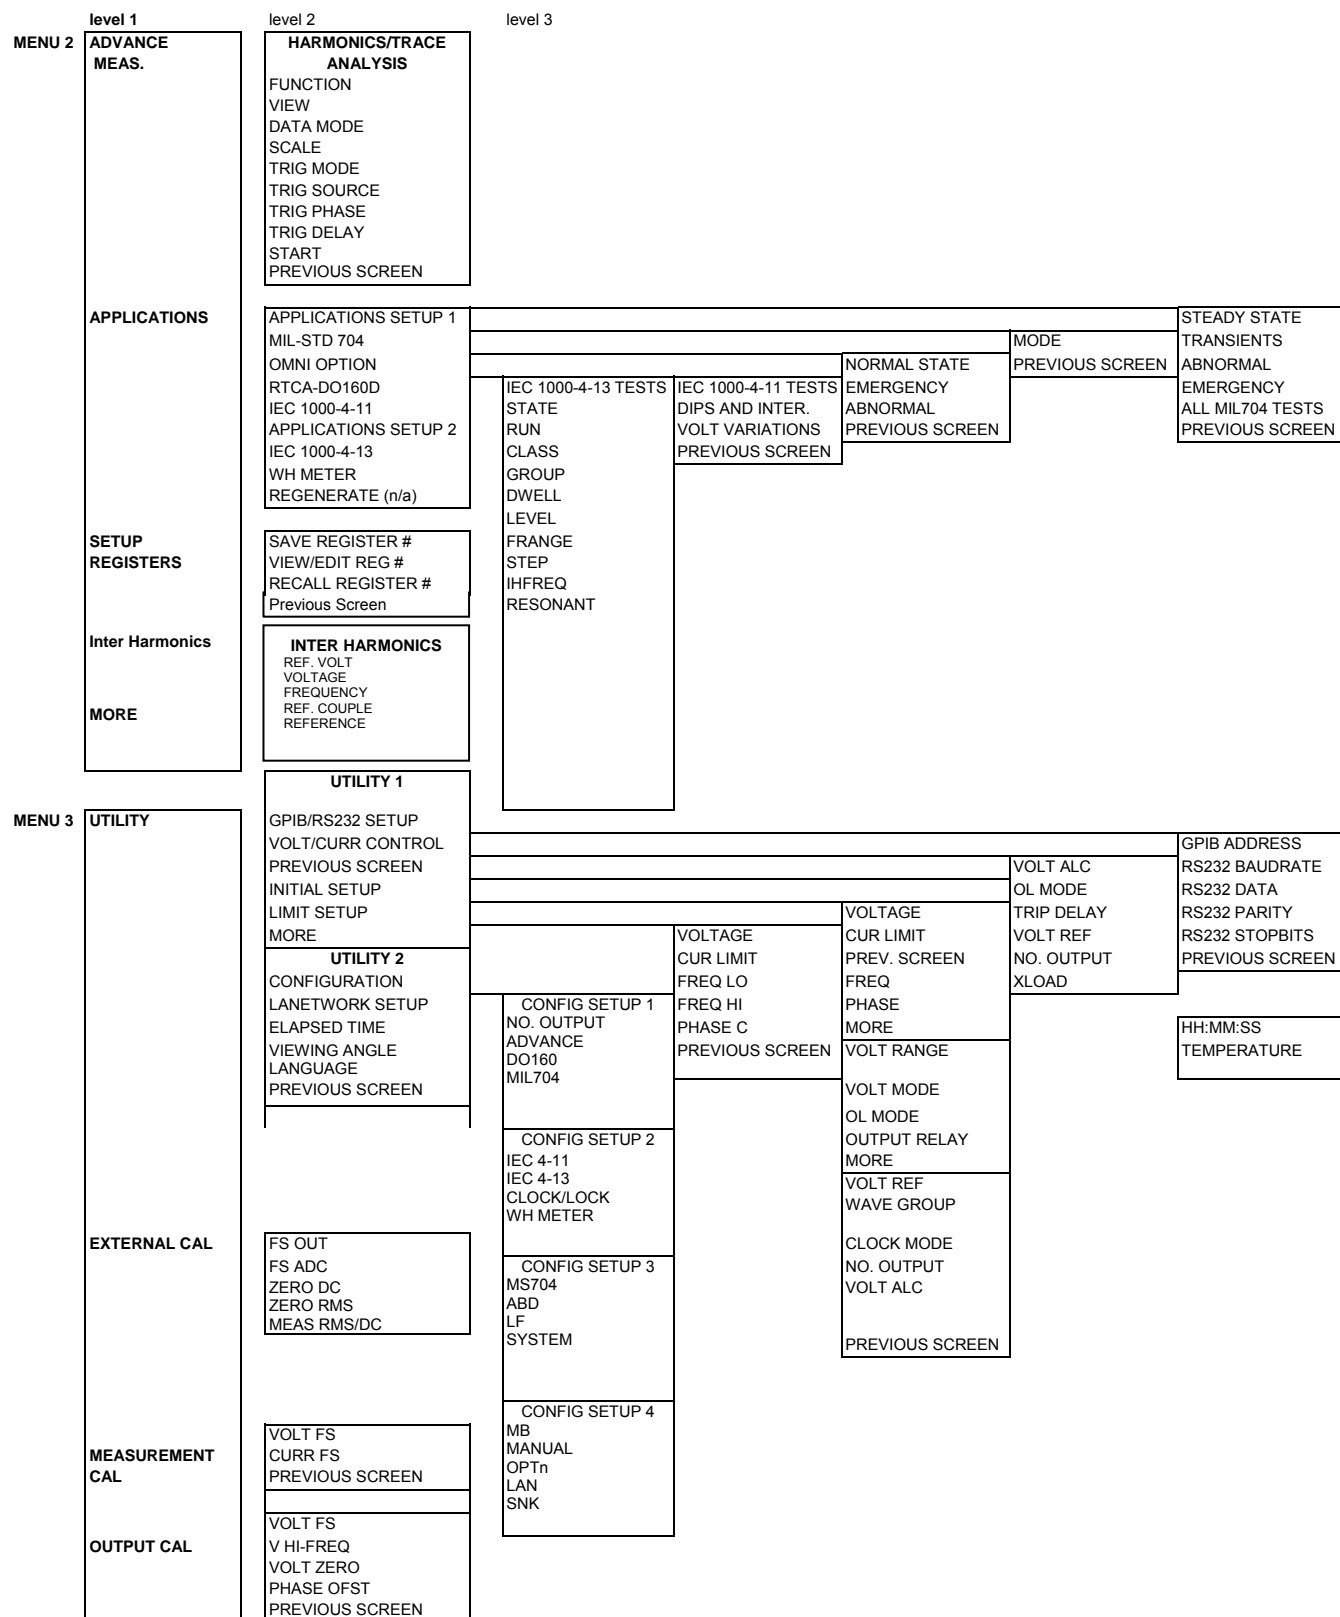 level 1 level 2 level 3
MENU 2 ADVANCE HARMONICS/TRACE
MEAS. ANALYSIS
FUNCTION
VIEW
DATA MODE
SCALE
TRIG MODE
TRIG SOURCE
TRIG PHASE
TRIG DELAY
START
PREVIOUS SCREEN
APPLICATIONS APPLICATIONS SETUP 1 STEADY STATE
MIL-STD 704 MODE TRANSIENTS
OMNI OPTION NORMAL STATE PREVIOUS SCREEN ABNORMAL
RTCA-DO160D IEC 1000-4-13 TESTS IEC 1000-4-11 TESTS EMERGENCY EMERGENCY
IEC 1000-4-11 STATE DIPS AND INTER. ABNORMAL ALL MIL704 TESTS
APPLICATIONS SETUP 2 RUN VOLT VARIATIONS PREVIOUS SCREEN PREVIOUS SCREEN
IEC 1000-4-13 CLASS PREVIOUS SCREEN
WH METER GROUP
REGENERATE (n/a) DWELL
LEVEL
SETUP SAVE REGISTER # FRANGE
REGISTERS VIEW/EDIT REG # STEP
RECALL REGISTER # IHFREQ
Previous Screen RESONANT
Inter Harmonics INTER HARMONICS
REF. VOLT
VOLTAGE
FREQUENCY
MORE REF. COUPLE
REFERENCE
UTILITY 1
MENU 3 UTILITY GPIB/RS232 SETUP
VOLT/CURR CONTROL GPIB ADDRESS
PREVIOUS SCREEN VOLT ALC RS232 BAUDRATE
INITIAL SETUP OL MODE RS232 DATA
LIMIT SETUP VOLTAGE TRIP DELAY RS232 PARITY
MORE VOLTAGE CUR LIMIT VOLT REF RS232 STOPBITS
UTILITY 2 CUR LIMIT PREV. SCREEN NO. OUTPUT PREVIOUS SCREEN
CONFIGURATION FREQ LO FREQ XLOAD
LANETWORK SETUP CONFIG SETUP 1 FREQ HI PHASE
ELAPSED TIME NO. OUTPUT PHASE C MORE HH:MM:SS
VIEWING ANGLE ADVANCE PREVIOUS SCREEN VOLT RANGE TEMPERATURE
LANGUAGE DO160
PREVIOUS SCREEN MIL704 VOLT MODE
OL MODE
CONFIG SETUP 2 OUTPUT RELAY
IEC 4-11 MORE
IEC 4-13 VOLT REF
CLOCK/LOCK WAVE GROUP
WH METER
EXTERNAL CAL FS OUT CLOCK MODE
FS ADC CONFIG SETUP 3 NO. OUTPUT
ZERO DC MS704 VOLT ALC
ZERO RMS ABD
MEAS RMS/DC LF
SYSTEM PREVIOUS SCREEN
CONFIG SETUP 4
VOLT FS MB
MEASUREMENT CURR FS MANUAL
CAL PREVIOUS SCREEN OPTn
LAN
SNK
VOLT FS
OUTPUT CAL V HI-FREQ
VOLT ZERO
PHASE OFST
PREVIOUS SCREEN